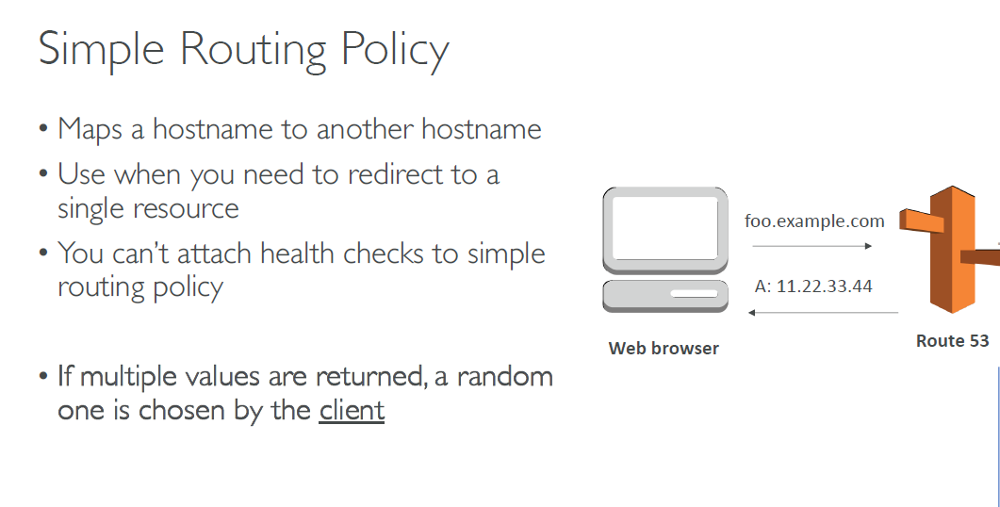 Simple Routing Policy
• Maps a hostname to another hostname
• Use when you need to redirect to a
single resource
• You can’t attach health checks to simple
routing policy
• If multiple values are returned, a random
one is chosen by the client
foo.example.com
A: 11.22.33.44
Web browser
Route 53